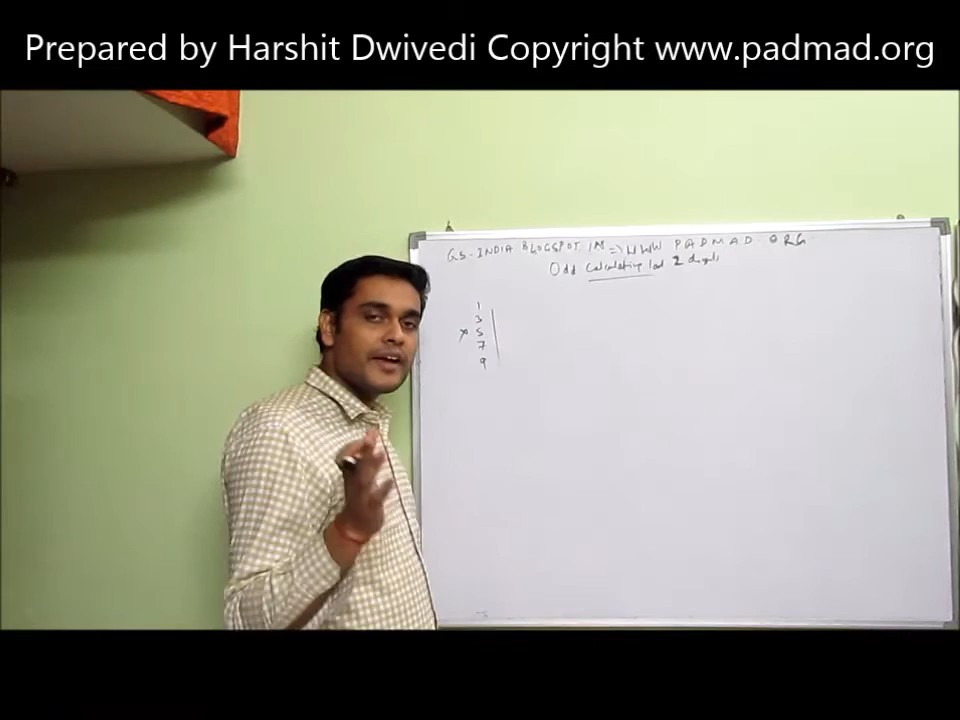 Prepared by Harshit Dwivedi Copyright www.padmad.org
GS-INDIA BLOGSPOT. IN => WWW PADMAD.ORG
Odd Calculating last 2 digits
1
3
x 5
7
9